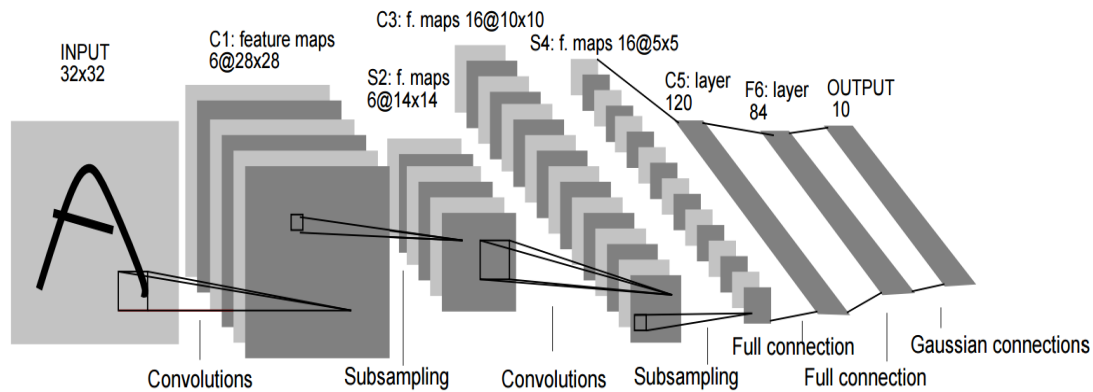 INPUT
32x32
C1: feature maps
6@28x28
S2: f. maps
6@14x14
C3: f. maps 16@10x10
S4: f. maps 16@5x5
C5: layer
120
F6: layer
84
OUTPUT
10
Convolutions
Subsampling
Convolutions
Subsampling
Full connection
Full connection
Gaussian connections
A